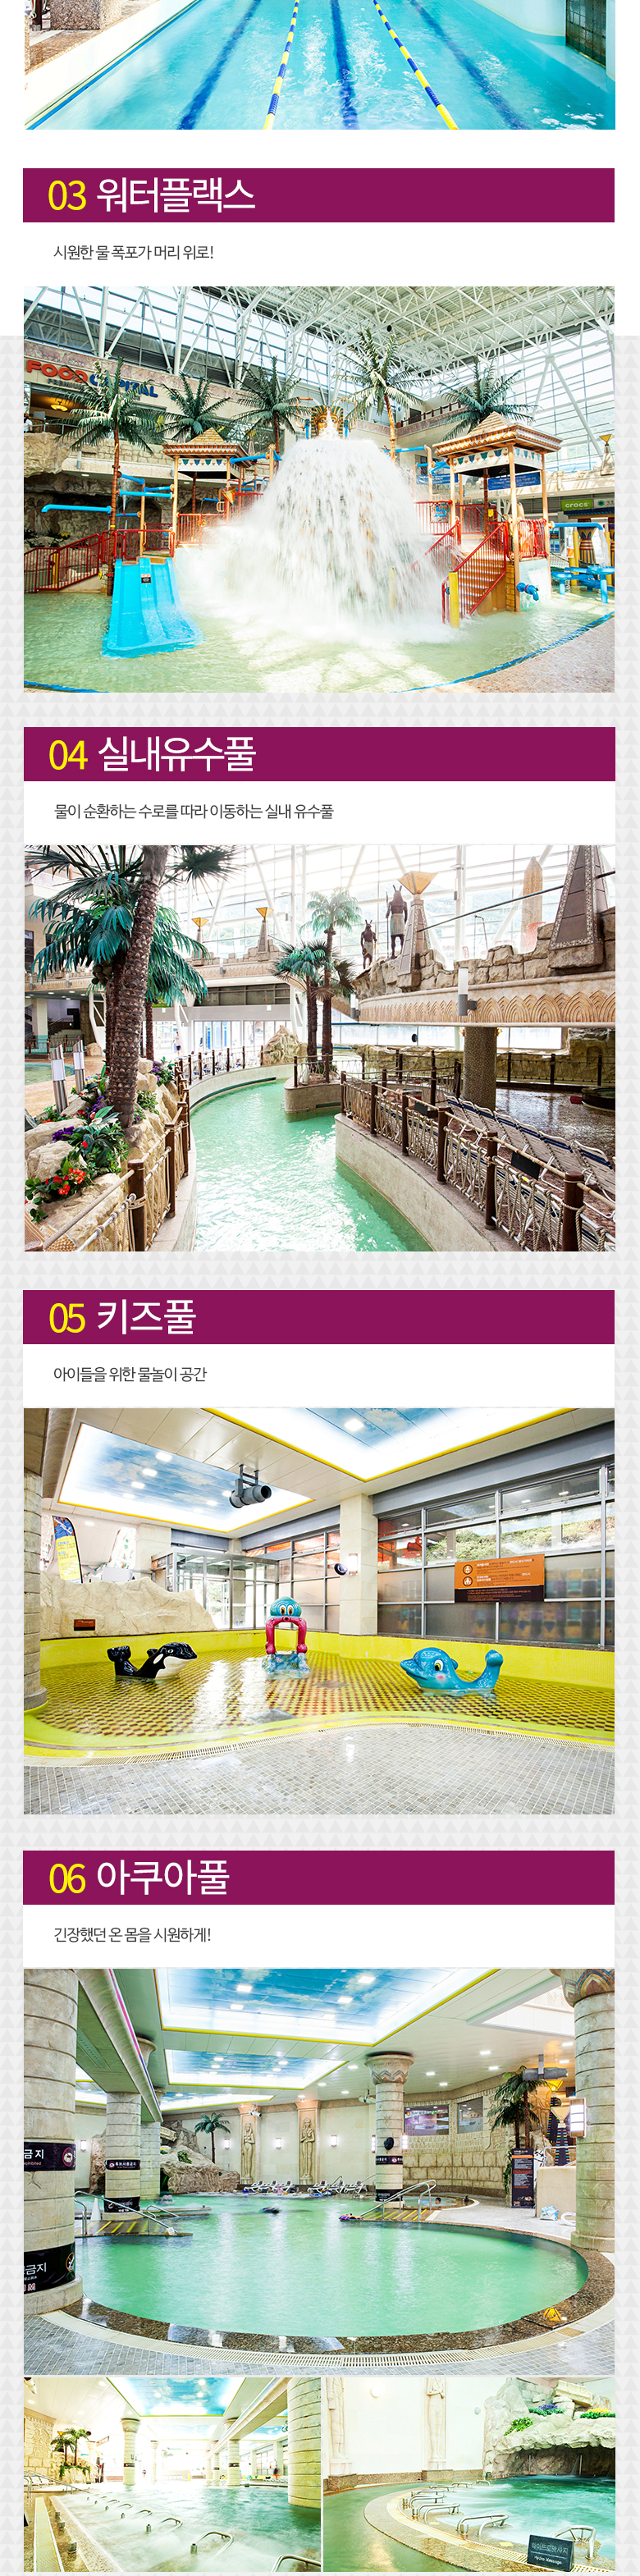 03 워터플랙스
시원한 물 폭포가 머리 위로!
FOOD CAPITAL
crocs
04 실내유수풀
물이 순환하는 수로를 따라 이동하는 실내 유수풀
05 키즈풀
아이들을 위한 물놀이 공간
06 아쿠아풀
긴장했던 온 몸을 시원하게!
금지
금지